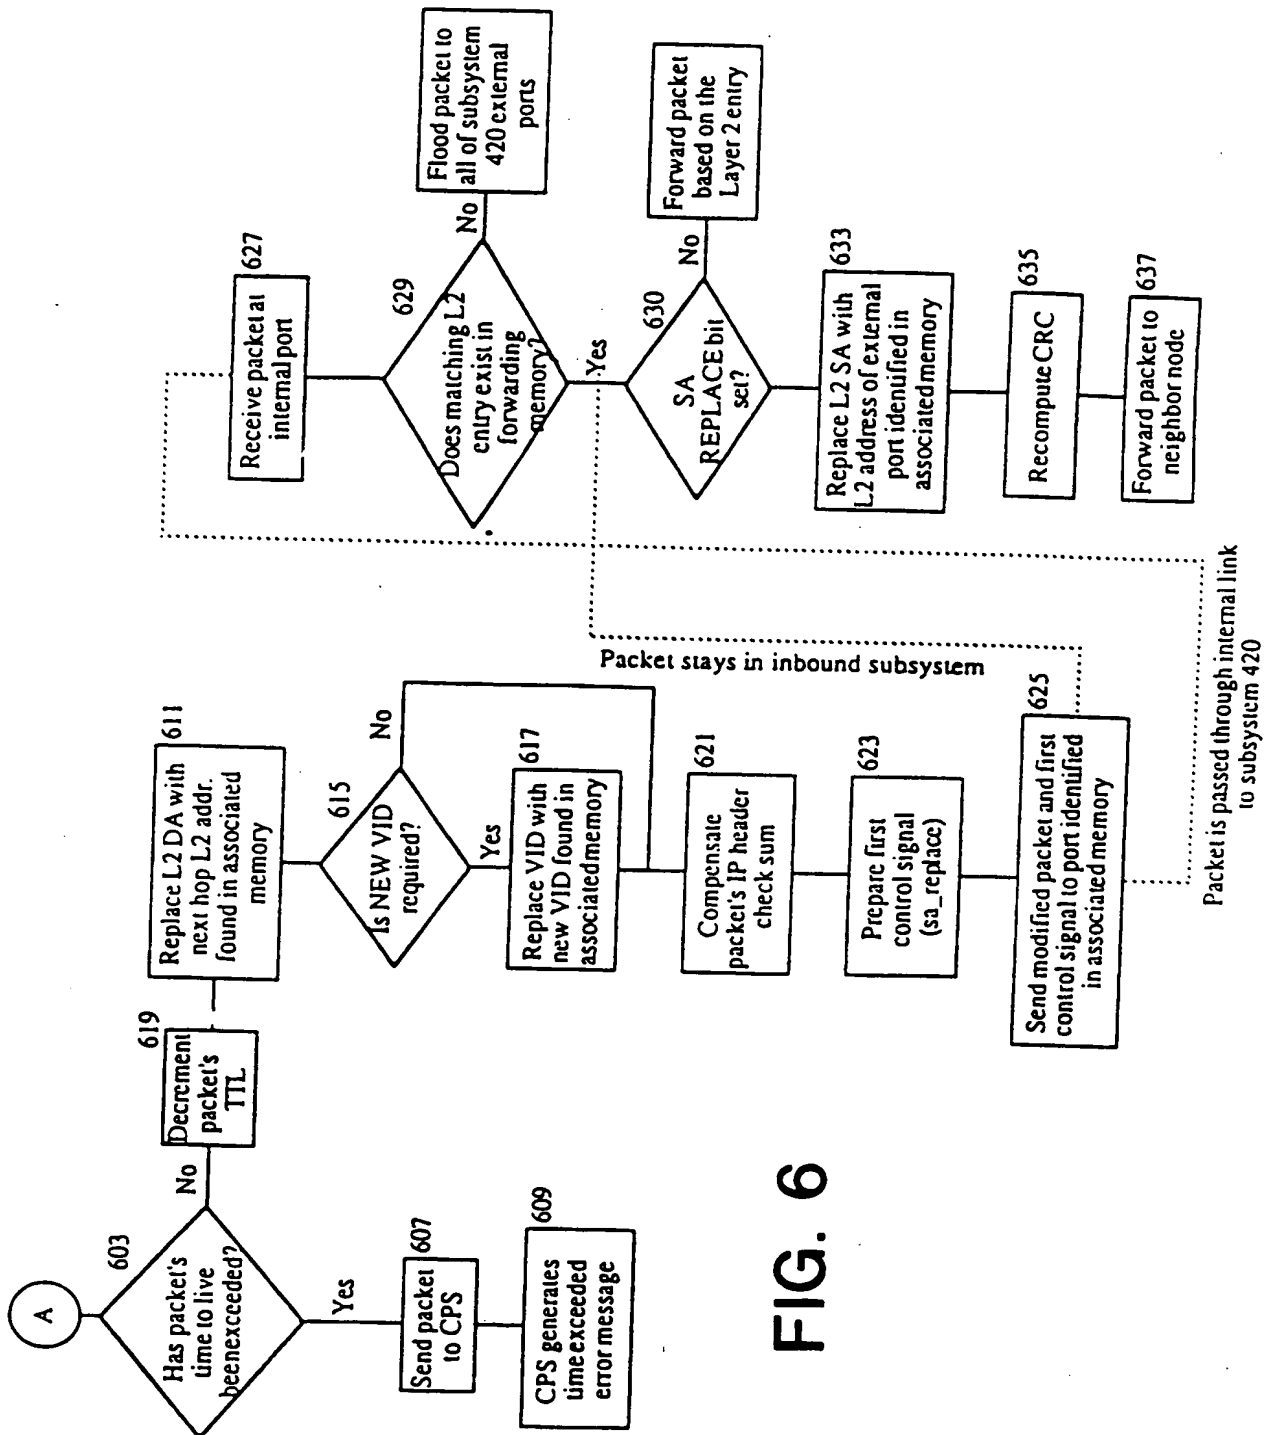 A
603
Has packet's
time to live
beenexceeded?
No
Yes
607
Send packet
to CPS
609
CPS generates
time exceeded
error message
619
Decrement
packet's
TTL
611
Replace L2 DA with
next hop L2 addr.
found in associated
memory
615
Is NEW VID
required?
No
Yes
617
Replace VID with
new VID found in
associated memory
621
Compensate
packet's IP header
check sum
623
Prepare first
control signal
(sa_replace)
625
Send modified packet and first
control signal to port identified
in associated memory
Packet stays in inbound subsystem
Packet is passed through internal link
to subsystem 420
627
Receive packet at
internal port
629
Does matching L2
entry exist in
forwarding
memory?
No
Flood packet to
all of subsystem
420 external
ports
Yes
630
SA
REPLACE bit
set?
No
Forward packet
based on the
Layer 2 entry
633
Replace L2 SA with
L2 address of external
port identified in
associated memory
635
Recompute CRC
637
Forward packet to
neighbor node
FIG. 6